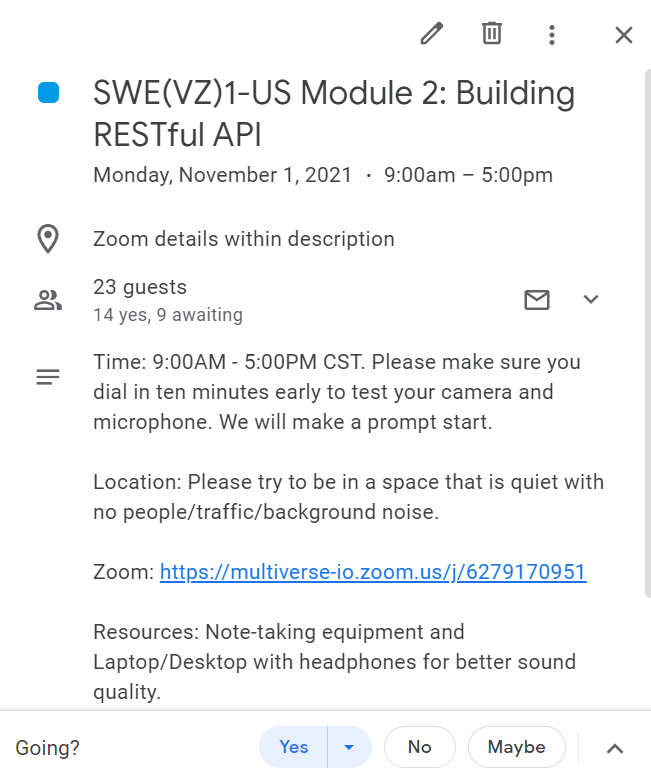 SWE(VZ)1-US Module 2: Building
RESTful API
Monday, November 1, 2021 · 9:00am – 5:00pm
Zoom details within description
23 guests
14 yes, 9 awaiting
Time: 9:00AM - 5:00PM CST. Please make sure you
dial in ten minutes early to test your camera and
microphone. We will make a prompt start.
Location: Please try to be in a space that is quiet with
no people/traffic/background noise.
Zoom: https://multiverse-io.zoom.us/j/6279170951
Resources: Note-taking equipment and
Laptop/Desktop with headphones for better sound
quality.
Going? Yes No Maybe